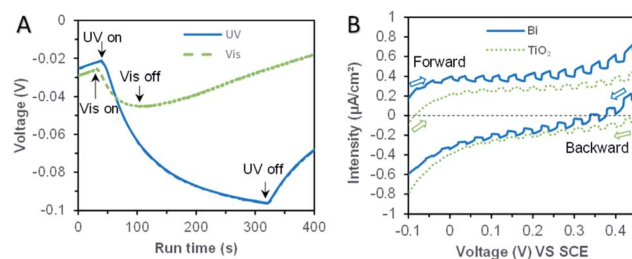 A
UV on
UV
Vis
Vis off
Vis on
UV off
0
-0.02
-0.04
-0.06
-0.08
-0.1
Voltage (V)
0 100 200 300 400
Run time (s)
B
Bi
TiO₂
Forward
Backward
1
0.8
0.6
0.4
0.2
0
-0.2
-0.4
-0.6
-0.8
Intensity (µA/cm²)
-0.1 0 0.1 0.2 0.3 0.4
Voltage (V) VS SCE